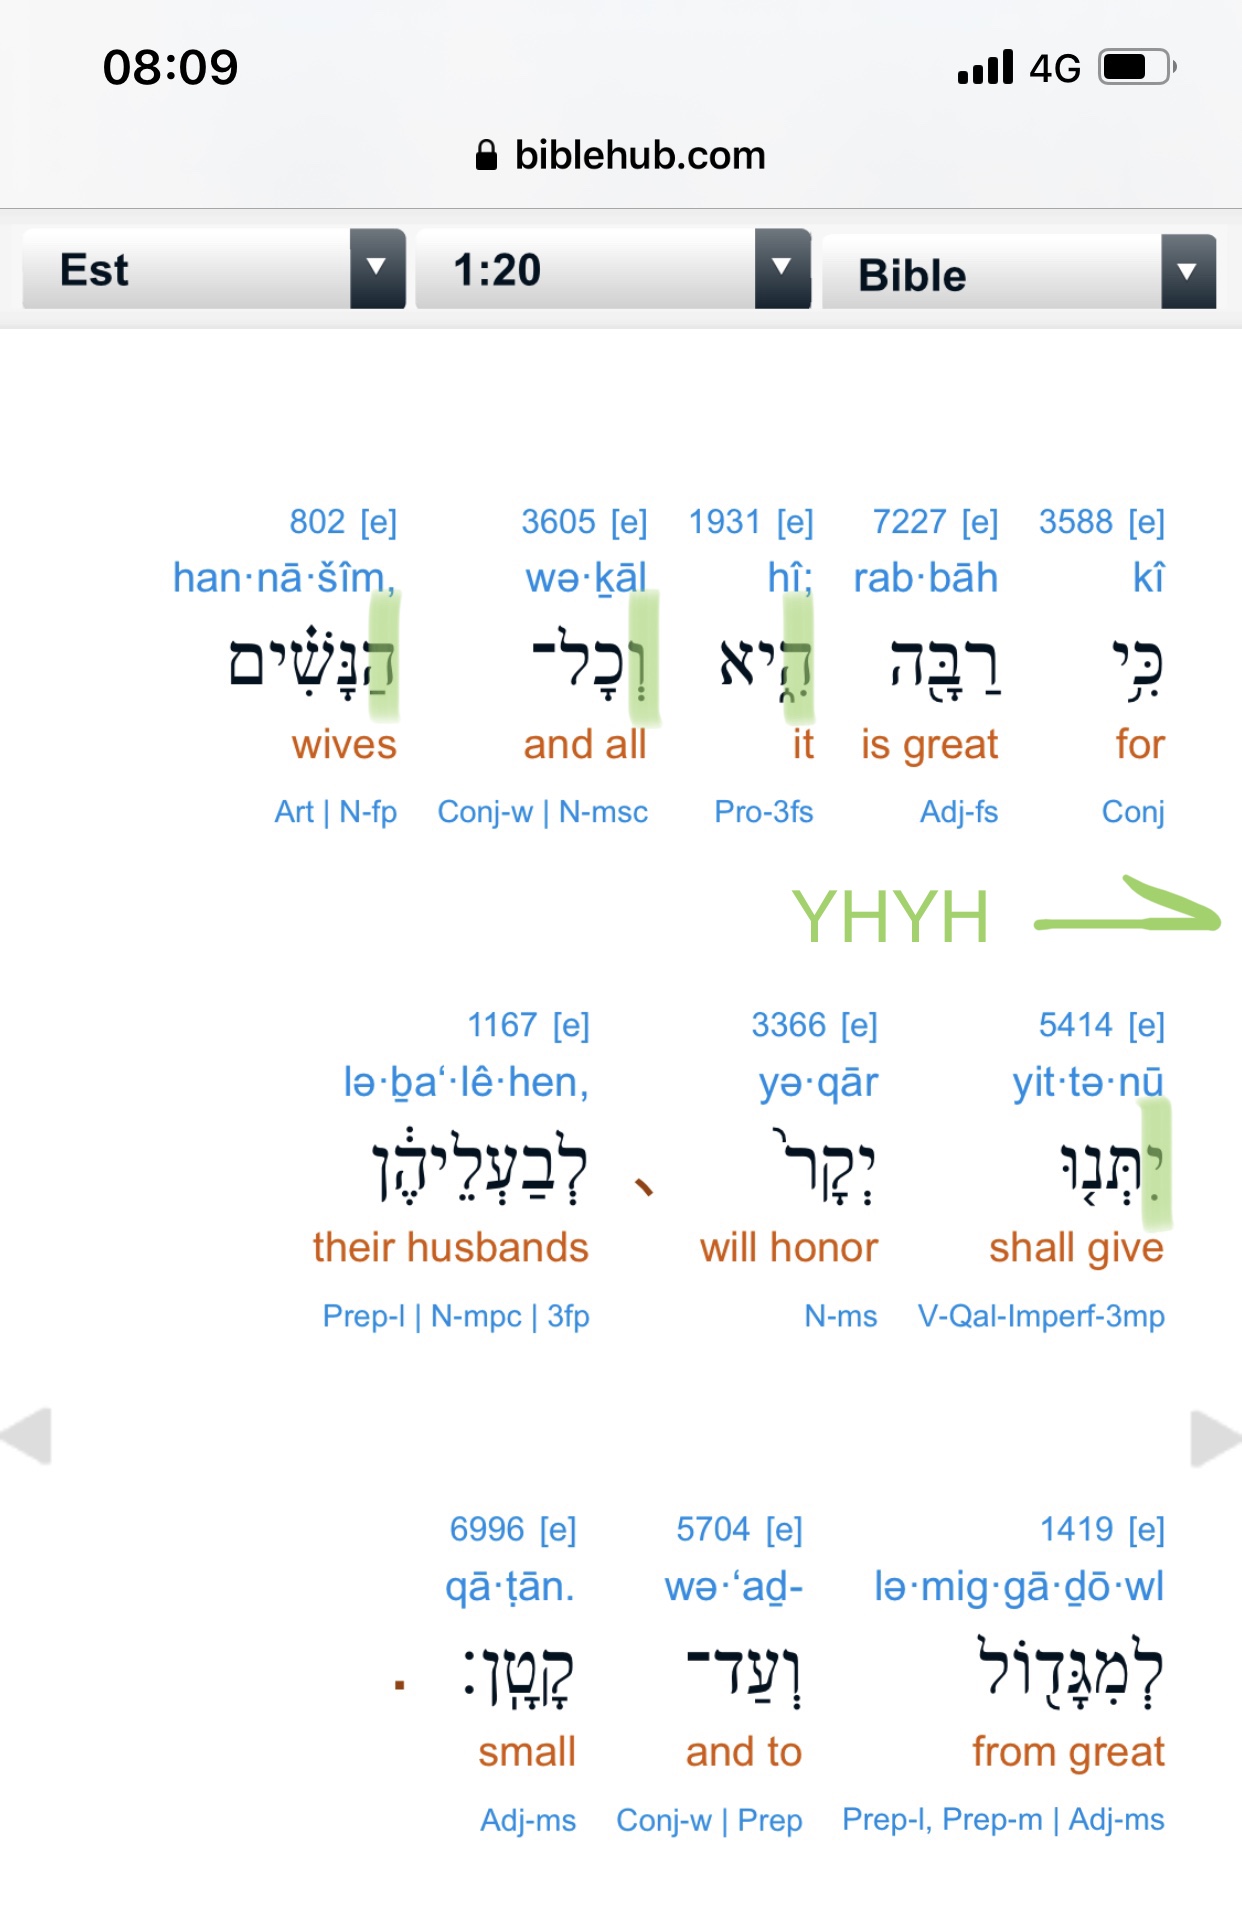 08:09 4G
biblehub.com
Est 1:20 Bible
802 [e] 3605 [e] 1931 [e] 7227 [e] 3588 [e]
han·nā·šîm, wə·ḵāl hî; rab·bāh kî
כִּ֥י רַבָּ֖ה הִ֑יא וְכָל־ הַנָּשִׁ֗ים
wives and all it is great for
Art | N-fp Conj-w | N-msc Pro-3fs Adj-fs Conj
YHYH
1167 [e] 3366 [e] 5414 [e]
lə·ḇa‘·lê·hen, yə·qār yit·tə·nū
יִתְּנ֤וּ יְקָר֙ 、 לְבַעְלֵיהֶ֔ן
their husbands will honor shall give
Prep-l | N-mpc | 3fp N-ms V-Qal-Imperf-3mp
6996 [e] 5704 [e] 1419 [e]
qā·ṭān. wə·‘aḏ- lə·mig·gā·ḏō·wl
לְמִגָּד֖וֹל וְעַד־ קָטָֽן׃ .
small and to from great
Adj-ms Conj-w | Prep Prep-l, Prep-m | Adj-ms